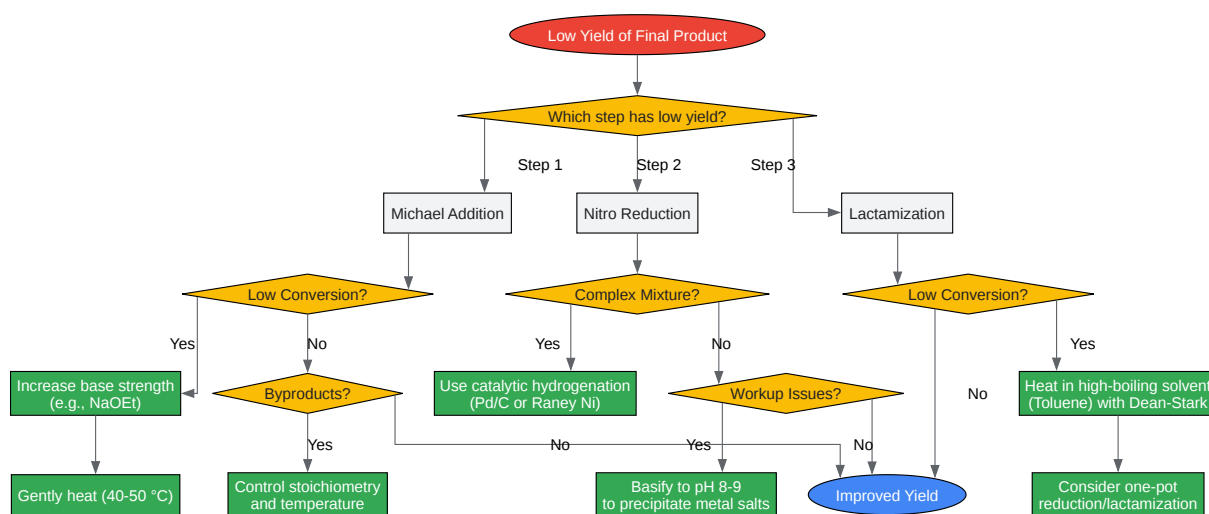 Low Yield of Final Product
Which step has low yield?
Step 1
Step 2
Step 3
Michael Addition
Nitro Reduction
Lactamization
Low Conversion?
Complex Mixture?
Low Conversion?
Yes
No
Yes
No
Yes
Increase base strength
(e.g., NaOEt)
Byproducts?
Use catalytic hydrogenation
(Pd/C or Raney Ni)
Workup Issues?
No
Heat in high-boiling solvent
(Toluene) with Dean-Stark
Yes
No
Yes
No
Gently heat (40-50 °C)
Control stoichiometry
and temperature
Basify to pH 8-9
to precipitate metal salts
Improved Yield
Consider one-pot
reduction/lactamization